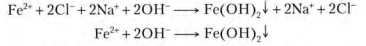 Fe²⁺ + 2Cl⁻ + 2Na⁺ + 2OH⁻ ⟶ Fe(OH)₂↓ + 2Na⁺ + 2Cl⁻
Fe²⁺ + 2OH⁻ ⟶ Fe(OH)₂↓